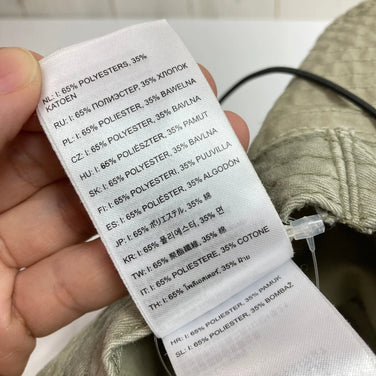 NL: I: 65% POLYESTERS, 35%
KATOEN
RU: I: 65% ПОЛИЭСТЕР, 35% ХЛОПОК
PL: I: 65% POLIESTER, 35% BAWELNA
CZ: I: 65% POLYESTER, 35% BAVLNA
HU: I: 65% POLIÉSZTER, 35% PAMUT
SK: I: 65% POLYESTER, 35% BAVLNA
FI: I: 65% POLYESTERI, 35% PUUVILLA
ES: I: 65% POLIÉSTER, 35% ALGODÓN
JP: I: 65% ポリエステル, 35% 綿
KR: I: 65% 폴리에스터, 35% 면
TW: I: 65% 聚酯纖維, 35% 綿
IT: I: 65% POLIESTERE, 35% COTONE
TH: I: 65% โพลีเอสเตอร์, 35% ฝ้าย
HR: I: 65% POLIESTER, 35% PAMUK
SL: I: 65% POLIESTER, 35% BOMBAŽ